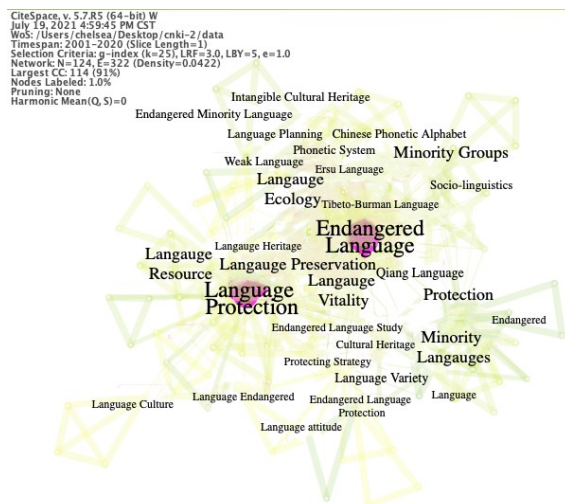 CiteSpace, v. 5.7.R5 (64-bit) W
July 19, 2021 4:59:45 PM CST
WoS: /Users/chelsea/Desktop/cnki-2/data
Timespan: 2001-2020 (Slice Length=1)
Selection Criteria: g-index (k=25), LRF=3.0, LBY=5, e=1.0
Network: N=124, E=322 (Density=0.0422)
Largest CC: 114 (91%)
Nodes Labeled: 1.0%
Pruning: None
Harmonic Mean(Q, S)=0
Intangible Cultural Heritage
Endangered Minority Language
Language Planning
Chinese Phonetic Alphabet
Phonetic System
Minority Groups
Weak Language
Ersu Language
Langauge
Ecology
Socio-linguistics
Tibeto-Burman Language
Endangered
Language
Langauge Heritage
Langauge
Resource
Langauge Preservation
Qiang Language
Langauge
Vitality
Language
Protection
Protection
Endangered
Endangered Language Study
Cultural Heritage
Minority
Langauges
Protecting Strategy
Language Variety
Language Culture
Language Endangered
Endangered Language
Protection
Language
Language attitude